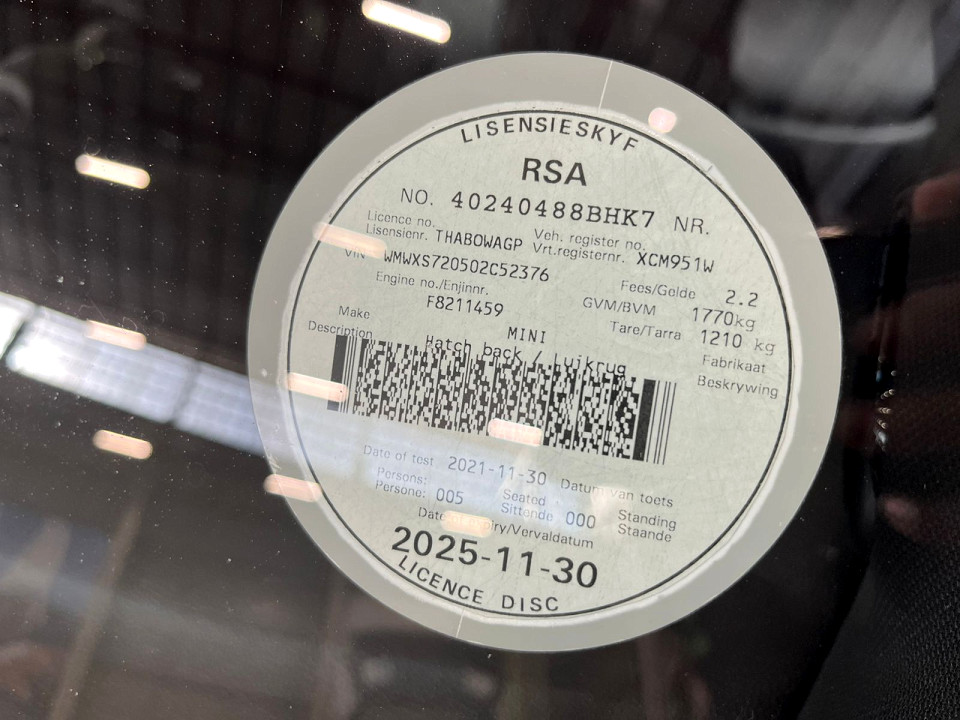 LISENSIESKYF
RSA
NO. 40240488BHK7 NR.
Licence no. Veh. register no.
Lisensienr. THABOWAGP Vrt.registernr. XCM951W
VIN WMWXS720502C52376 Fees/Gelde 2.2
Engine no./Enjinnr. GVM/BVM 1770kg
F8211459 Tare/Tarra 1210 kg
Make MINI Fabrikaat
Description Hatch back / Luikrug Beskrywing
Date of test 2021-11-30 Datum van toets
Persons: Seated Standing
Persone: 005 Sittende 000 Staande
Date of expiry/Vervaldatum
2025-11-30
LICENCE DISC